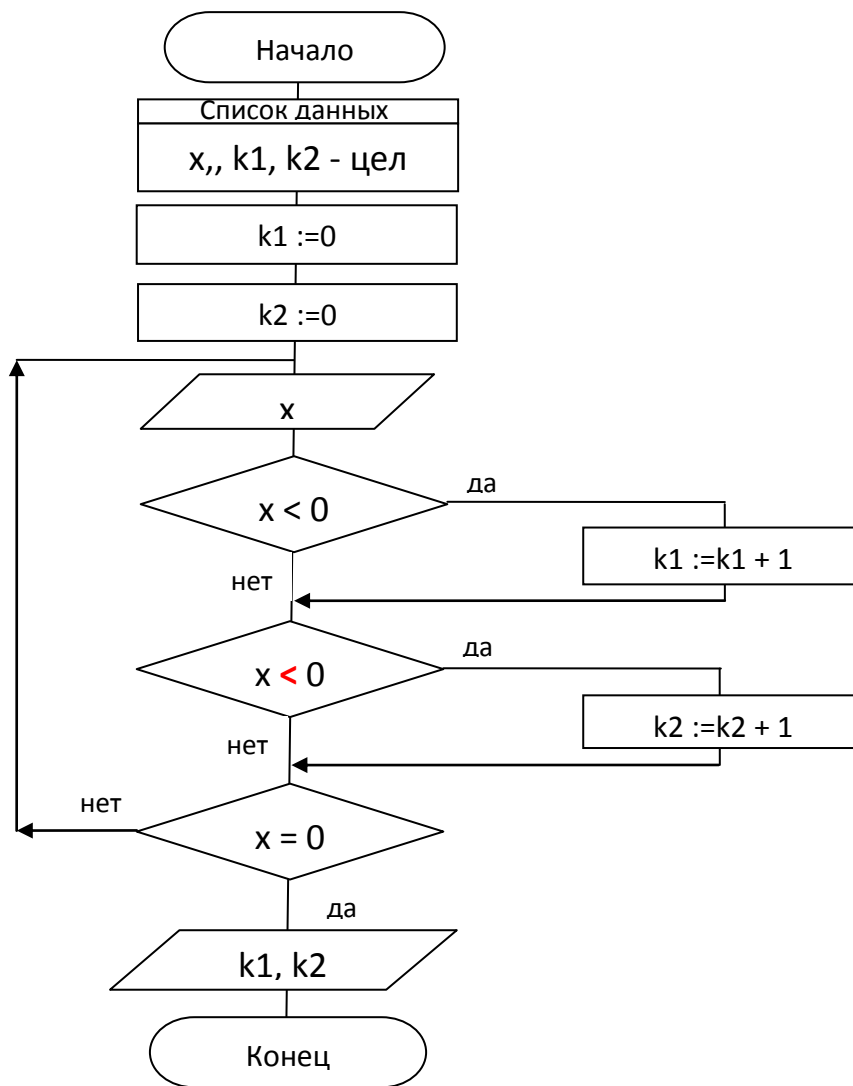 Начало
Список данных
x,, k1, k2 - цел
k1 :=0
k2 :=0
x
x < 0
да
k1 :=k1 + 1
нет
x < 0
да
k2 :=k2 + 1
нет
x = 0
нет
да
k1, k2
Конец